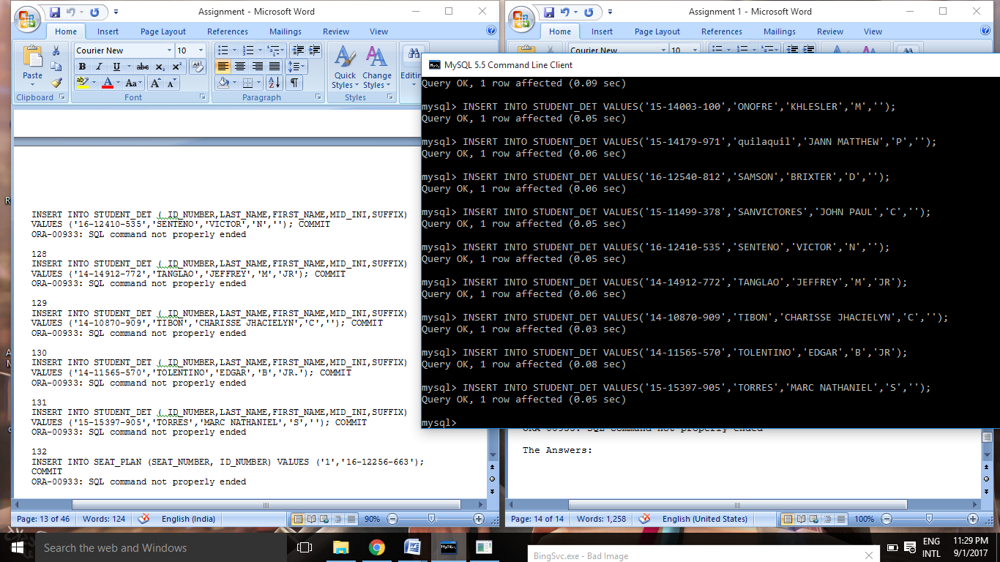 Assignment - Microsoft Word
Home Insert Page Layout References Mailings Review View
Courier New 10
Paste
B I U abc X₂ X²
Aa A A
Quick Styles
Change Styles
Editin
Clipboard Font Paragraph Styles
INSERT INTO STUDENT_DET ( ID_NUMBER,LAST_NAME,FIRST_NAME,MID_INI,SUFFIX)
VALUES ('16-12410-535','SENTENO','VICTOR','N',''); COMMIT
ORA-00933: SQL command not properly ended
128
INSERT INTO STUDENT_DET ( ID_NUMBER,LAST_NAME,FIRST_NAME,MID_INI,SUFFIX)
VALUES ('14-14912-772','TANGLAO','JEFFREY','M','JR'); COMMIT
ORA-00933: SQL command not properly ended
129
INSERT INTO STUDENT_DET ( ID_NUMBER,LAST_NAME,FIRST_NAME,MID_INI,SUFFIX)
VALUES ('14-10870-909','TIBON','CHARISSE JHACIELYN','C',''); COMMIT
ORA-00933: SQL command not properly ended
130
INSERT INTO STUDENT_DET ( ID_NUMBER,LAST_NAME,FIRST_NAME,MID_INI,SUFFIX)
VALUES ('14-11565-570','TOLENTINO','EDGAR','B','JR.'); COMMIT
ORA-00933: SQL command not properly ended
131
INSERT INTO STUDENT_DET ( ID_NUMBER,LAST_NAME,FIRST_NAME,MID_INI,SUFFIX)
VALUES ('15-15397-905','TORRES','MARC NATHANIEL','S',''); COMMIT
ORA-00933: SQL command not properly ended
132
INSERT INTO SEAT_PLAN (SEAT_NUMBER, ID_NUMBER) VALUES ('1','16-12256-663');
COMMIT
ORA-00933: SQL command not properly ended
Page: 13 of 46 Words: 124 English (India) 90%
Assignment 1 - Microsoft Word
Home Insert Page Layout References Mailings Review View
Courier New 10
MySQL 5.5 Command Line Client
Query OK, 1 row affected (0.09 sec)
mysql> INSERT INTO STUDENT_DET VALUES('15-14003-100','ONOFRE','KHLESLER','M','');
Query OK, 1 row affected (0.05 sec)
mysql> INSERT INTO STUDENT_DET VALUES('15-14179-971','quilaquil','JANN MATTHEW','P','');
Query OK, 1 row affected (0.06 sec)
mysql> INSERT INTO STUDENT_DET VALUES('16-12540-812','SAMSON','BRIXTER','D','');
Query OK, 1 row affected (0.06 sec)
mysql> INSERT INTO STUDENT_DET VALUES('15-11499-378','SANVICTORES','JOHN PAUL','C','');
Query OK, 1 row affected (0.05 sec)
mysql> INSERT INTO STUDENT_DET VALUES('16-12410-535','SENTENO','VICTOR','N','');
Query OK, 1 row affected (0.05 sec)
mysql> INSERT INTO STUDENT_DET VALUES('14-14912-772','TANGLAO','JEFFREY','M','JR');
Query OK, 1 row affected (0.06 sec)
mysql> INSERT INTO STUDENT_DET VALUES('14-10870-909','TIBON','CHARISSE JHACIELYN','C','');
Query OK, 1 row affected (0.03 sec)
mysql> INSERT INTO STUDENT_DET VALUES('14-11565-570','TOLENTINO','EDGAR','B','JR');
Query OK, 1 row affected (0.08 sec)
mysql> INSERT INTO STUDENT_DET VALUES('15-15397-905','TORRES','MARC NATHANIEL','S','');
Query OK, 1 row affected (0.05 sec)
mysql>
ORA-00933: SQL command not properly ended
The Answers:
Page: 14 of 14 Words: 1,258 English (United States) 100%
Search the web and Windows
BingSvc.exe - Bad Image
ENG
INTL
11:29 PM
9/1/2017